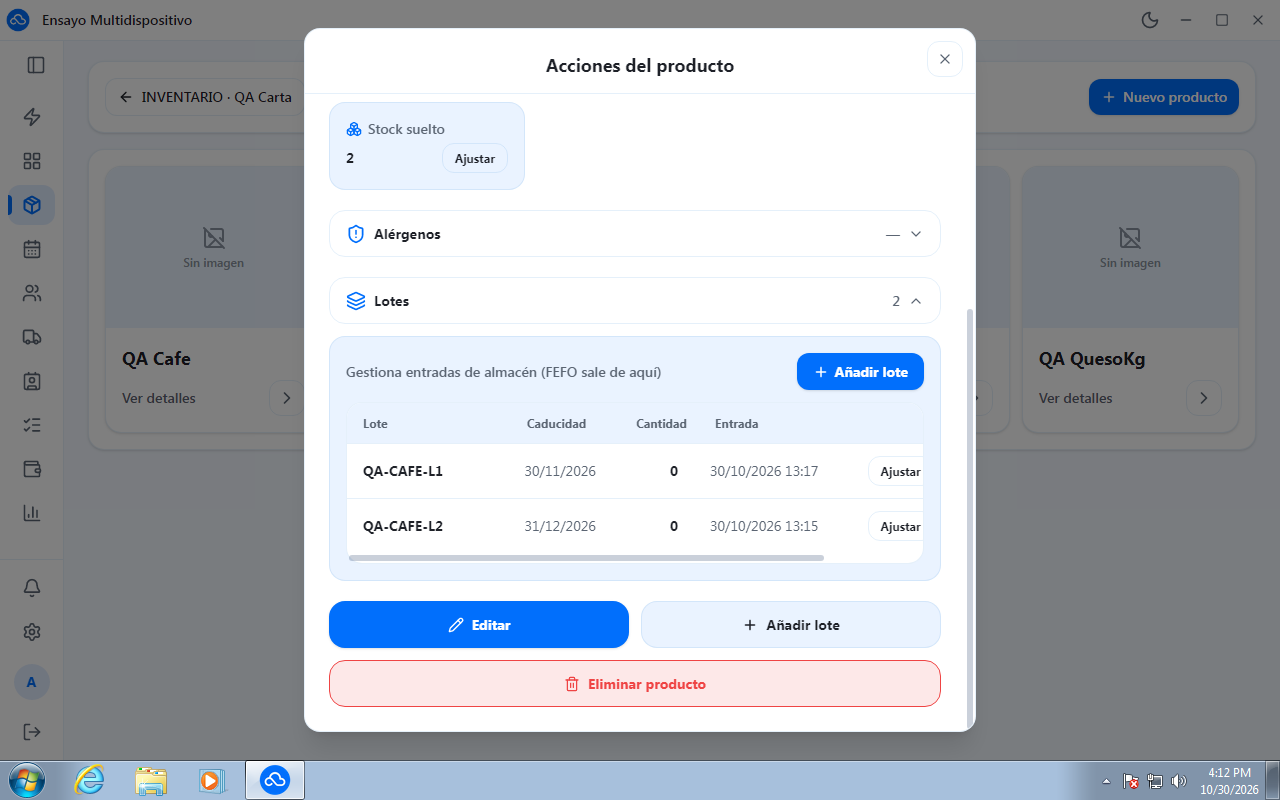 Ensayo Multidispositivo
Acciones del producto
INVENTARIO · QA Carta
Nuevo producto
Stock suelto
2
Ajustar
Alérgenos
—
Lotes
2
Gestiona entradas de almacén (FEFO sale de aquí)
Añadir lote
Lote Caducidad Cantidad Entrada
QA-CAFE-L1 30/11/2026 0 30/10/2026 13:17 Ajustar
QA-CAFE-L2 31/12/2026 0 30/10/2026 13:15 Ajustar
Editar
Añadir lote
Eliminar producto
Sin imagen
QA Cafe
Ver detalles
Sin imagen
QA QuesoKg
Ver detalles
A
4:12 PM
10/30/2026